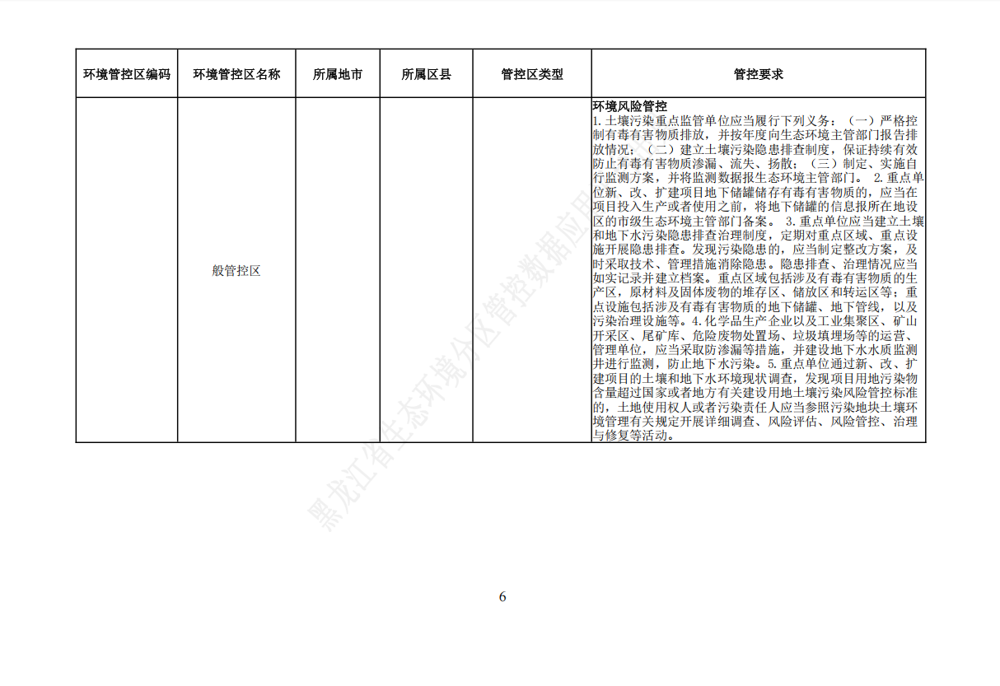 环境管控区编码 环境管控区名称 所属地市 所属区县 管控区类型 管控要求
般管控区
环境风险管控
1.土壤污染重点监管单位应当履行下列义务：（一）严格控
制有毒有害物质排放，并按年度向生态环境主管部门报告排
放情况；（二）建立土壤污染隐患排查制度，保证持续有效
防止有毒有害物质渗漏、流失、扬散；（三）制定、实施自
行监测方案，并将监测数据报生态环境主管部门。 2.重点单
位新、改、扩建项目地下储罐储存有毒有害物质的，应当在
项目投入生产或者使用之前，将地下储罐的信息报所在地设
区的市级生态环境主管部门备案。 3.重点单位应当建立土壤
和地下水污染隐患排查治理制度，定期对重点区域、重点设
施开展隐患排查。发现污染隐患的，应当制定整改方案，及
时采取技术、管理措施消除隐患。隐患排查、治理情况应当
如实记录并建立档案。重点区域包括涉及有毒有害物质的生
产区，原材料及固体废物的堆存区、储放区和转运区等；重
点设施包括涉及有毒有害物质的地下储罐、地下管线，以及
污染治理设施等。4.化学品生产企业以及工业集聚区、矿山
开采区、尾矿库、危险废物处置场、垃圾填埋场等的运营、
管理单位，应当采取防渗漏等措施，并建设地下水水质监测
井进行监测，防止地下水污染。5.重点单位通过新、改、扩
建项目的土壤和地下水环境现状调查，发现项目用地污染物
含量超过国家或者地方有关建设用地土壤污染风险管控标准
的，土地使用权人或者污染责任人应当参照污染地块土壤环
境管理有关规定开展详细调查、风险评估、风险管控、治理
与修复等活动。
黑龙江省生态环境分区管控数据应用
6